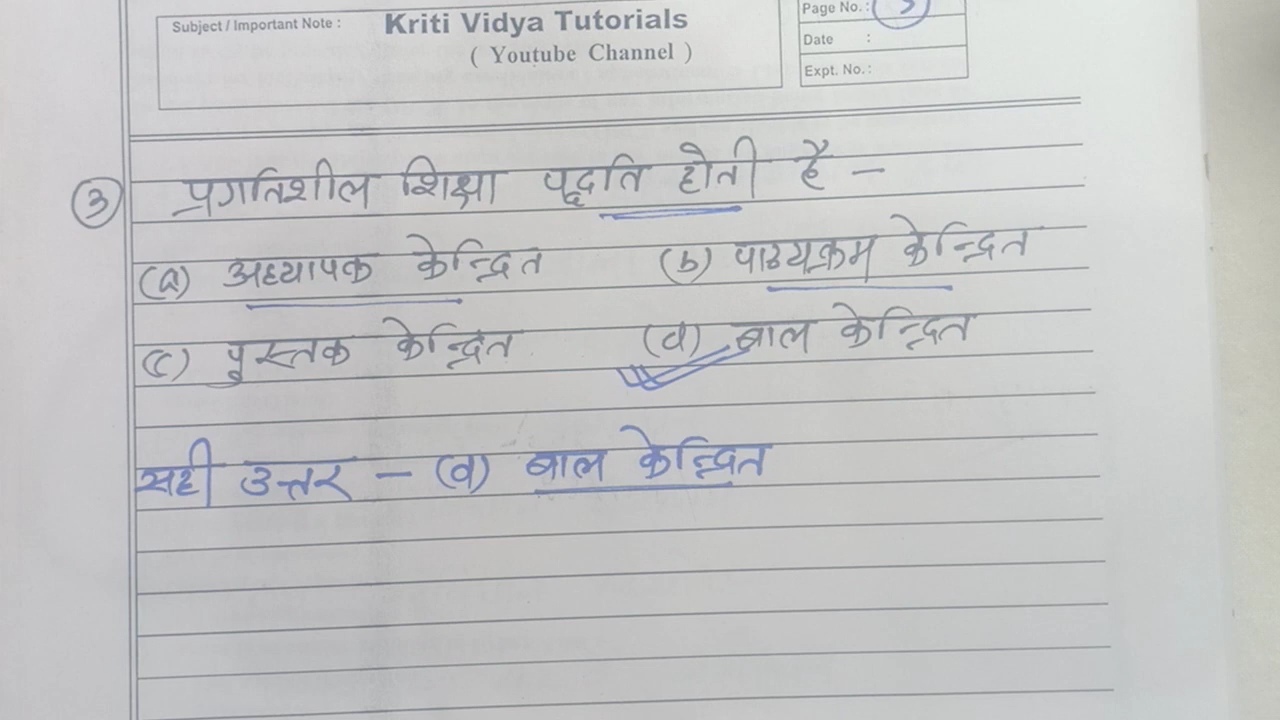 Subject / Important Note : Kriti Vidya Tutorials
( Youtube Channel )
Page No. : 3
Date :
Expt. No. :
③ प्रगतिशील शिक्षा पद्धति होती है -
(a) अध्यापक केन्द्रित (b) पाठ्यक्रम केन्द्रित
(c) पुस्तक केन्द्रित (d) बाल केन्द्रित
सही उत्तर - (d) बाल केन्द्रित